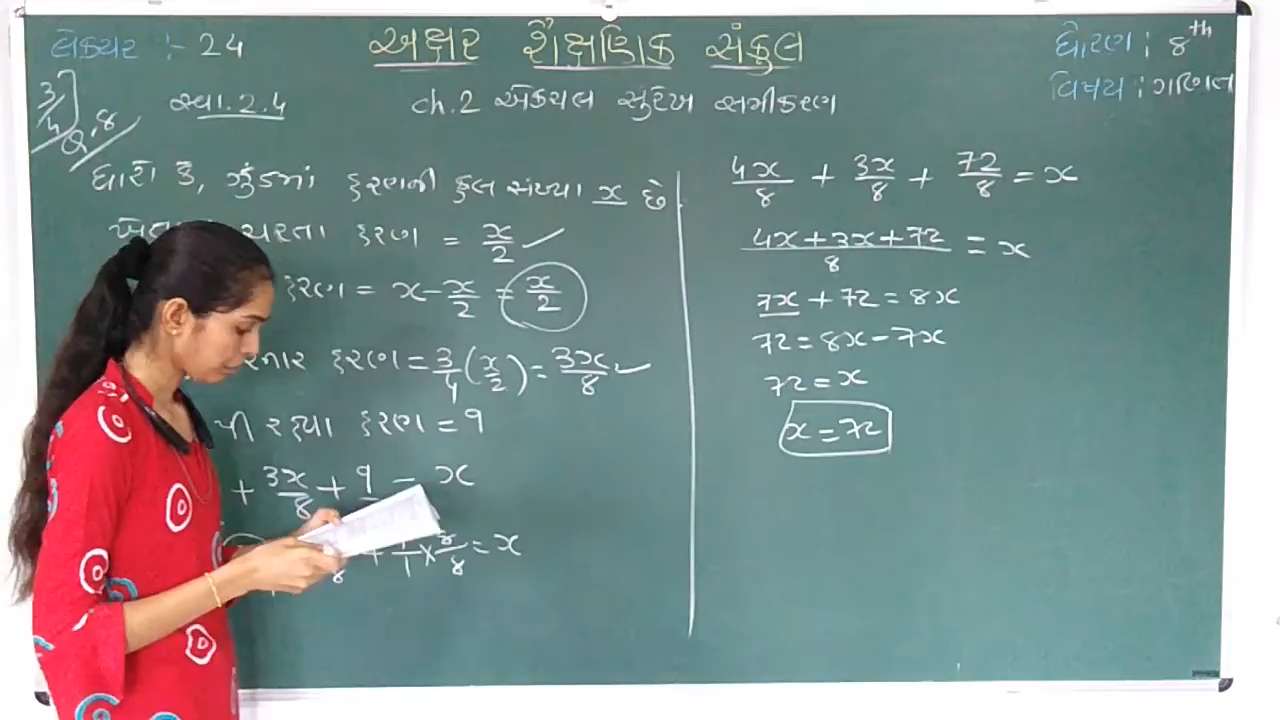 લેક્ચર :- 24
અક્ષર શૈક્ષણિક સંકુલ
ધોરણ : 8th
વિષય : ગણિત
3/4
Q.8
સ્વા.2.4
ch.2 એકચલ સુરેખ સમીકરણ
ધારો કે, ઝુંડમાં હરણની કુલ સંખ્યા x છે.
ચરતા હરણ = x/2
હરણ = x - x/2 = x/2
હરણ = 3/4 (x/2) = 3x/8
પી રહ્યા હરણ = 9
+ 3x/8 + 9 = x
8/8 = x
4x/8 + 3x/8 + 72/8 = x
4x+3x+72/8 = x
7x + 72 = 8x
72 = 8x - 7x
72 = x
x = 72